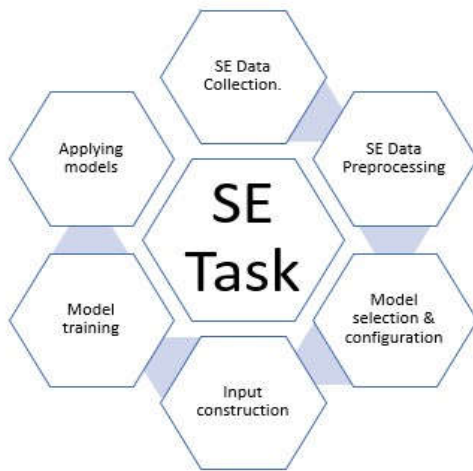 SE Data
Collection.
SE Data
Preprocessing
Model
selection &
configuration
Input
construction
Model
training
Applying
models
SE
Task